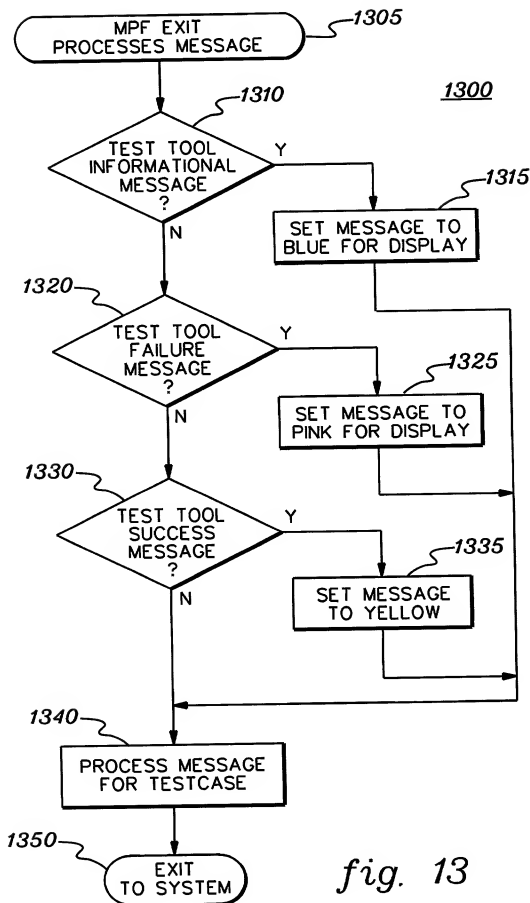 MPF EXIT
PROCESSES MESSAGE
1305
1300
1310
TEST TOOL
INFORMATIONAL
MESSAGE
?
Y
N
1315
SET MESSAGE TO
BLUE FOR DISPLAY
1320
TEST TOOL
FAILURE
MESSAGE
?
Y
N
1325
SET MESSAGE TO
PINK FOR DISPLAY
1330
TEST TOOL
SUCCESS
MESSAGE
?
Y
N
1335
SET MESSAGE
TO YELLOW
1340
PROCESS MESSAGE
FOR TESTCASE
1350
EXIT
TO SYSTEM
fig. 13